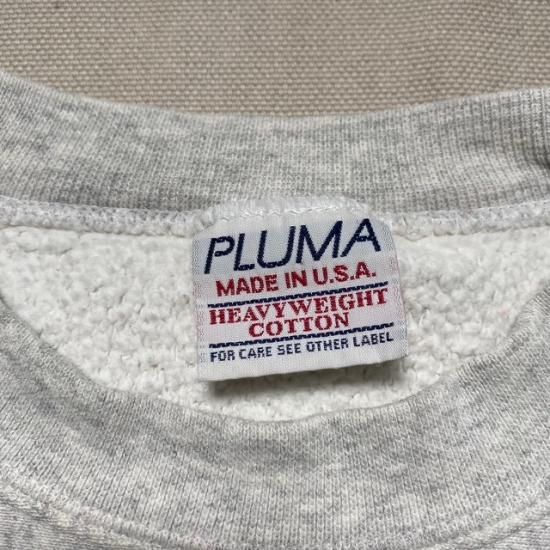 PLUMA
MADE IN U.S.A.
HEAVYWEIGHT
COTTON
FOR CARE SEE OTHER LABEL